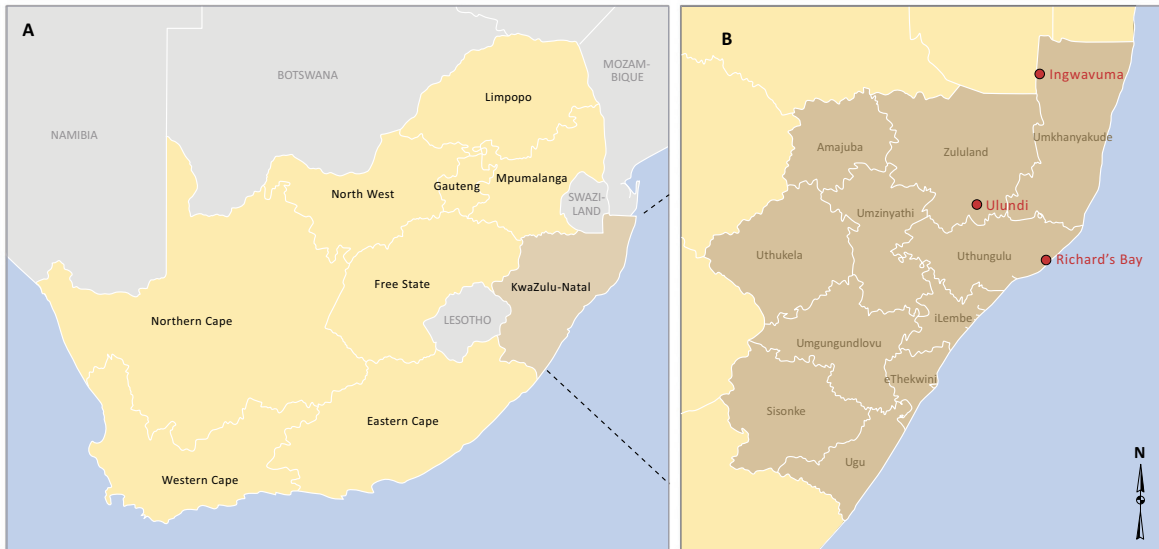 A
BOTSWANA
MOZAM-
BIQUE
Limpopo
NAMIBIA
North West
Gauteng
Mpumalanga
SWAZI-
LAND
Free State
KwaZulu-Natal
Northern Cape
LESOTHO
Eastern Cape
Western Cape
B
Ingwavuma
Umkhanyakude
Amajuba
Zululand
Ulundi
Umzinyathi
Uthukela
Uthungulu
Richard's Bay
iLembe
Umgungundlovu
eThekwini
Sisonke
Ugu
N